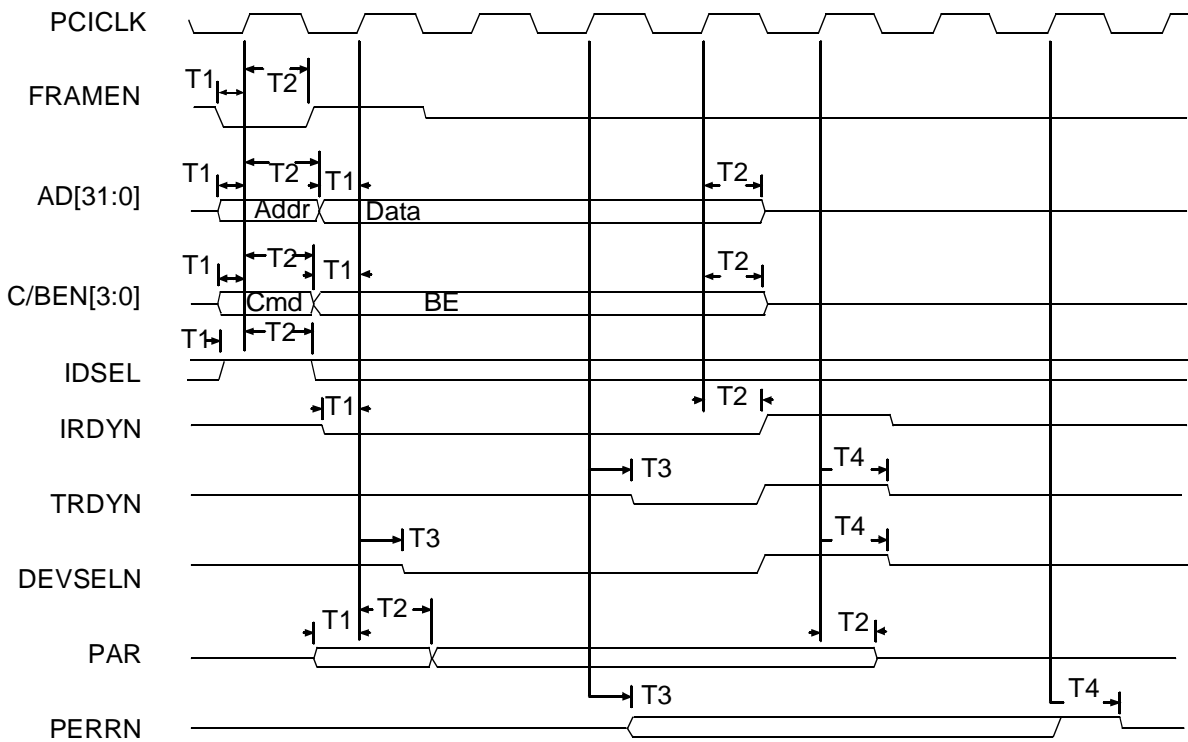 PCICLK
FRAMEN T1 T2
T1 T2 T1 T2
AD[31:0] Addr Data
T1 T2 T1 T2
C/BEN[3:0] Cmd BE
T1 T2
IDSEL
T1 T2
IRDYN
T3 T4
TRDYN
T3 T4
DEVSELN
T1 T2 T2
PAR
T3 T4
PERRN